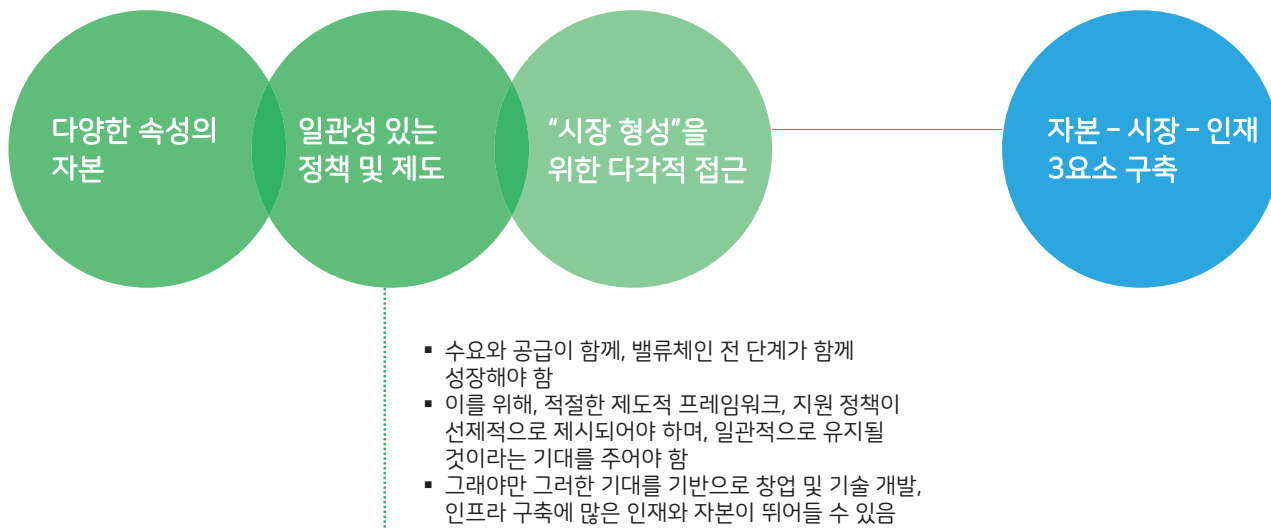 다양한 속성의
자본
일관성 있는
정책 및 제도
"시장 형성"을
위한 다각적 접근
자본 – 시장 – 인재
3요소 구축
▪ 수요와 공급이 함께, 밸류체인 전 단계가 함께
성장해야 함
▪ 이를 위해, 적절한 제도적 프레임워크, 지원 정책이
선제적으로 제시되어야 하며, 일관적으로 유지될
것이라는 기대를 주어야 함
▪ 그래야만 그러한 기대를 기반으로 창업 및 기술 개발,
인프라 구축에 많은 인재와 자본이 뛰어들 수 있음